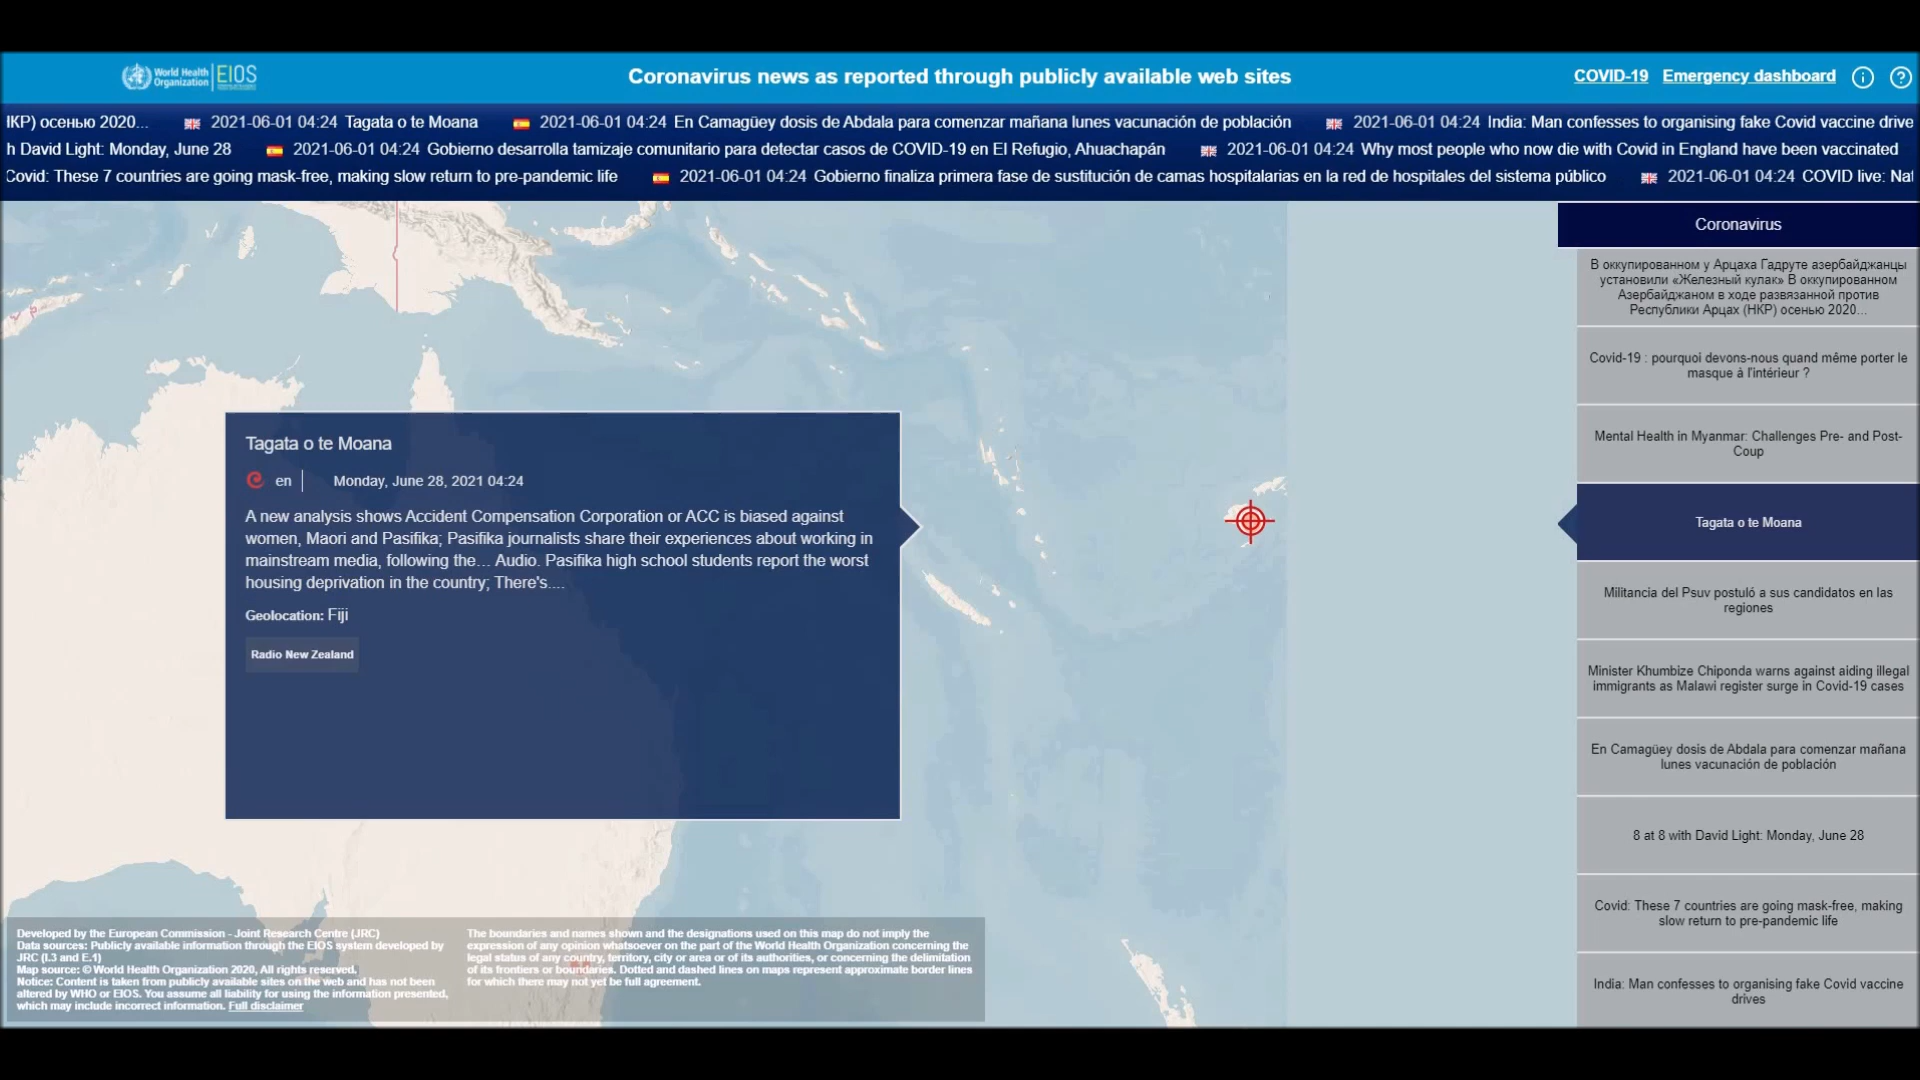 World Health Organization EIOS
Coronavirus news as reported through publicly available web sites
COVID-19 Emergency dashboard
НКР) осенью 2020... 2021-06-01 04:24 Tagata o te Moana 2021-06-01 04:24 En Camagüey dosis de Abdala para comenzar mañana lunes vacunación de población 2021-06-01 04:24 India: Man confesses to organising fake Covid vaccine drive
h David Light: Monday, June 28 2021-06-01 04:24 Gobierno desarrolla tamizaje comunitario para detectar casos de COVID-19 en El Refugio, Ahuachapán 2021-06-01 04:24 Why most people who now die with Covid in England have been vaccinated
Covid: These 7 countries are going mask-free, making slow return to pre-pandemic life 2021-06-01 04:24 Gobierno finaliza primera fase de sustitución de camas hospitalarias en la red de hospitales del sistema público 2021-06-01 04:24 COVID live: Nat
Tagata o te Moana
en Monday, June 28, 2021 04:24
A new analysis shows Accident Compensation Corporation or ACC is biased against
women, Maori and Pasifika; Pasifika journalists share their experiences about working in
mainstream media, following the... Audio. Pasifika high school students report the worst
housing deprivation in the country; There's....
Geolocation: Fiji
Radio New Zealand
Coronavirus
В оккупированном у Арцаха Гадруте азербайджанцы
установили «Железный кулак» В оккупированном
Азербайджаном в ходе развязанной против
Республики Арцах (НКР) осенью 2020...
Covid-19 : pourquoi devons-nous quand même porter le
masque à l'intérieur ?
Mental Health in Myanmar: Challenges Pre- and Post-
Coup
Tagata o te Moana
Militancia del Psuv postuló a sus candidatos en las
regiones
Minister Khumbize Chiponda warns against aiding illegal
immigrants as Malawi register surge in Covid-19 cases
En Camagüey dosis de Abdala para comenzar mañana
lunes vacunación de población
8 at 8 with David Light: Monday, June 28
Covid: These 7 countries are going mask-free, making
slow return to pre-pandemic life
India: Man confesses to organising fake Covid vaccine
drives
Developed by the European Commission - Joint Research Centre (JRC)
Data sources: Publicly available information through the EIOS system developed by
JRC (I.3 and E.1)
Map source: © World Health Organization 2020, All rights reserved.
Notice: Content is taken from publicly available sites on the web and has not been
altered by WHO or EIOS. You assume all liability for using the information presented,
which may include incorrect information. Full disclaimer
The boundaries and names shown and the designations used on this map do not imply the
expression of any opinion whatsoever on the part of the World Health Organization concerning the
legal status of any country, territory, city or area or of its authorities, or concerning the delimitation
of its frontiers or boundaries. Dotted and dashed lines on maps represent approximate border lines
for which there may not yet be full agreement.